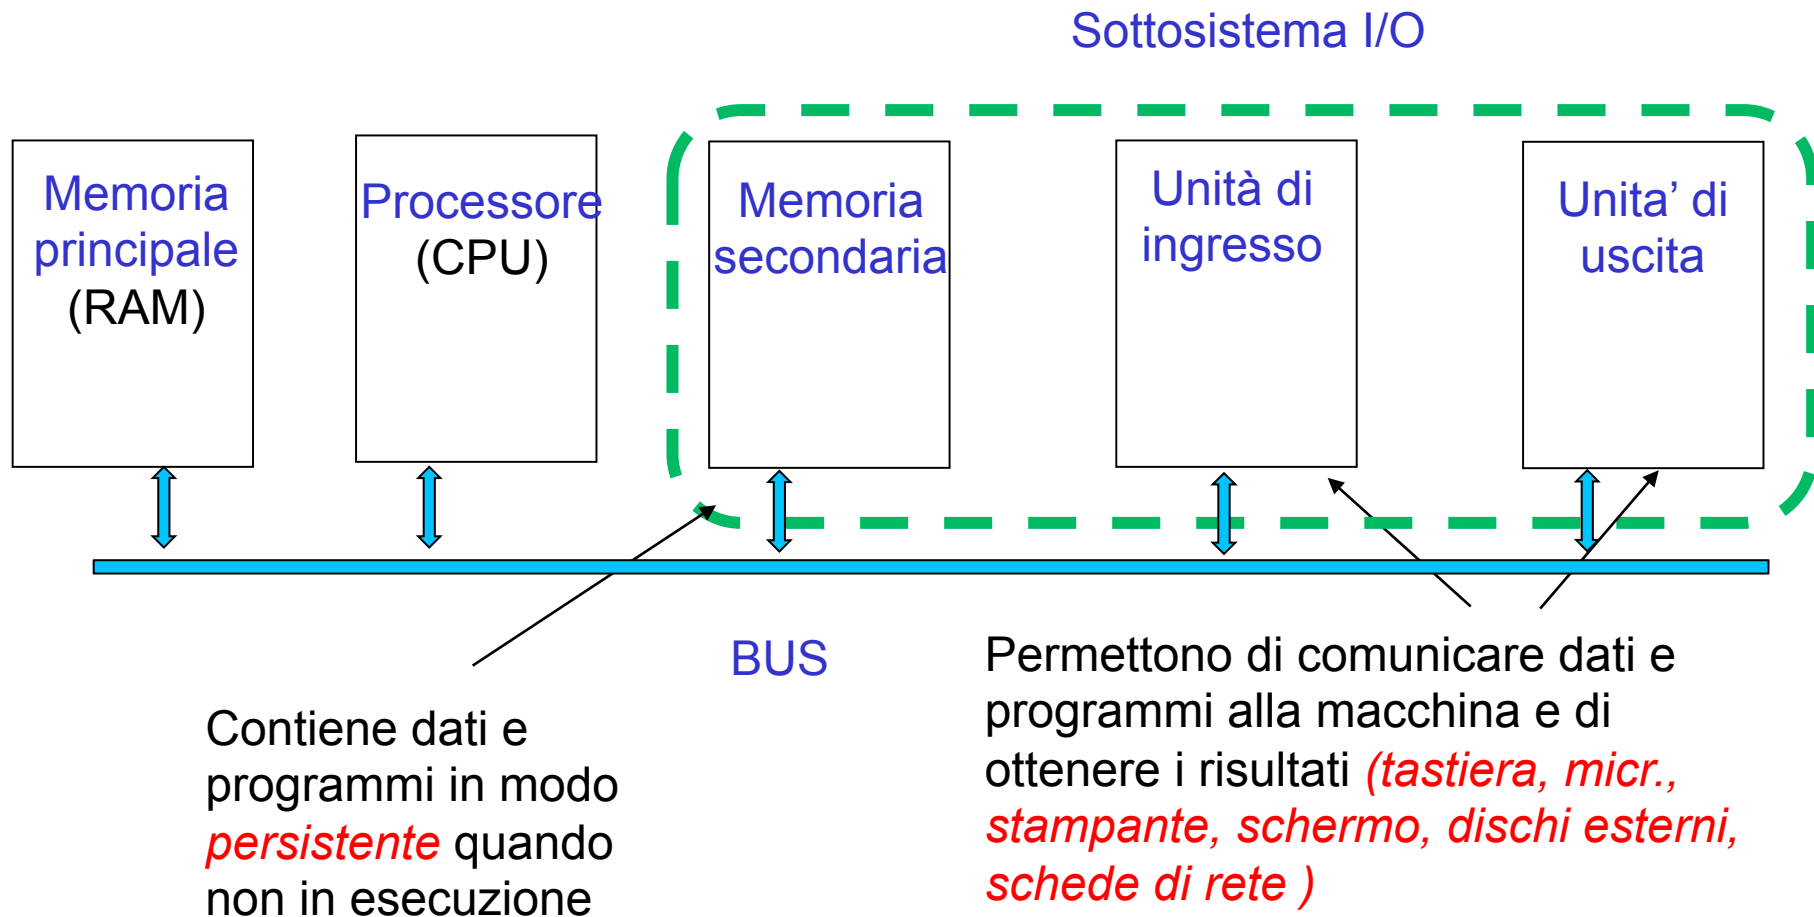 Sottosistema I/O
Memoria
principale
(RAM)
Processore
(CPU)
Memoria
secondaria
Unità di
ingresso
Unita’ di
uscita
BUS
Contiene dati e
programmi in modo
persistente quando
non in esecuzione
Permettono di comunicare dati e
programmi alla macchina e di
ottenere i risultati (tastiera, micr.,
stampante, schermo, dischi esterni,
schede di rete )